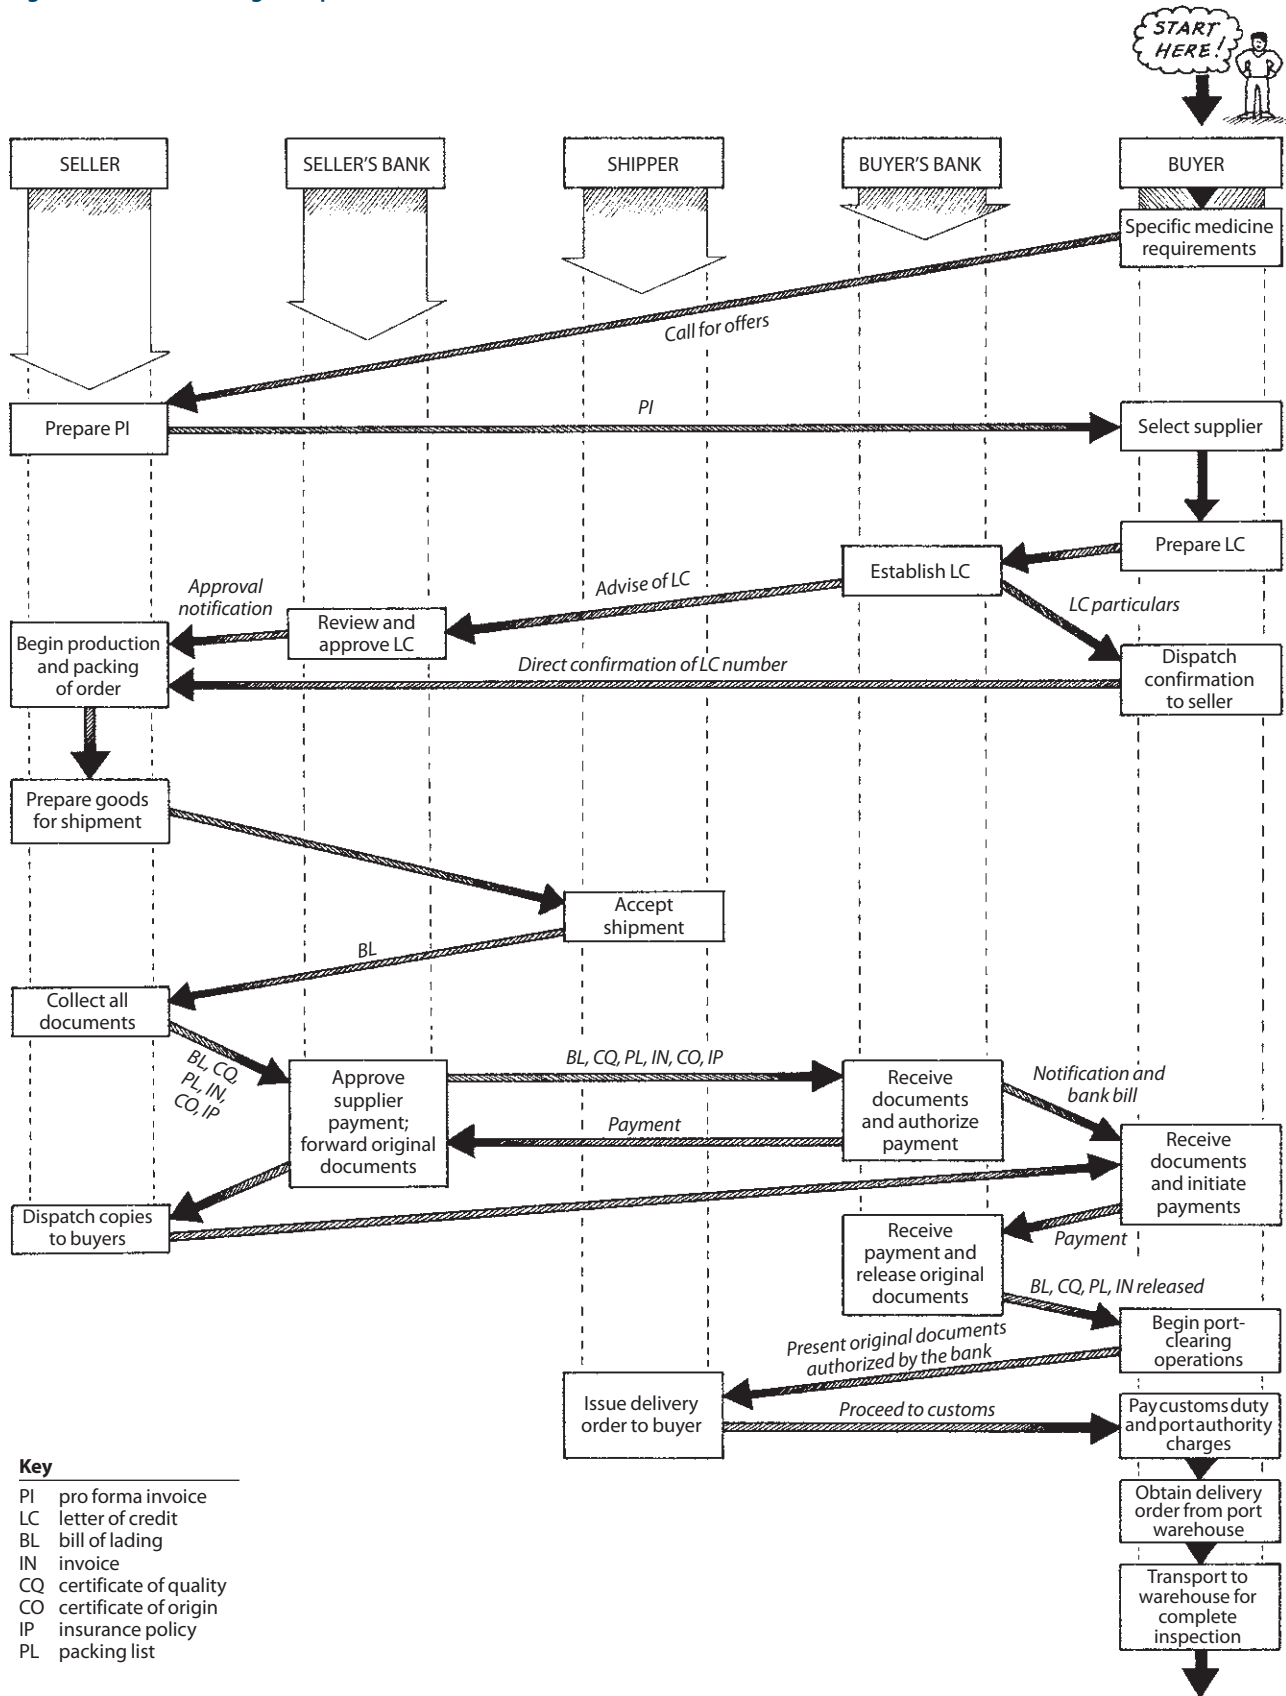 START
HERE!
SELLER
SELLER'S BANK
SHIPPER
BUYER'S BANK
BUYER
Specific medicine
requirements
Call for offers
Prepare PI
PI
Select supplier
Prepare LC
Establish LC
Advise of LC
LC particulars
Approval
notification
Review and
approve LC
Begin production
and packing
of order
Direct confirmation of LC number
Dispatch
confirmation
to seller
Prepare goods
for shipment
Accept
shipment
BL
Collect all
documents
BL, CQ,
PL, IN,
CO, IP
Approve
supplier
payment;
forward original
documents
BL, CQ, PL, IN, CO, IP
Payment
Receive
documents
and authorize
payment
Notification and
bank bill
Receive
documents
and initiate
payments
Dispatch copies
to buyers
Payment
Receive
payment and
release original
documents
BL, CQ, PL, IN released
Begin port-
clearing
operations
Present original documents
authorized by the bank
Issue delivery
order to buyer
Proceed to customs
Pay customs duty
and port authority
charges
Obtain delivery
order from port
warehouse
Transport to
warehouse for
complete
inspection
Key
PI pro forma invoice
LC letter of credit
BL bill of lading
IN invoice
CQ certificate of quality
CO certificate of origin
IP insurance policy
PL packing list